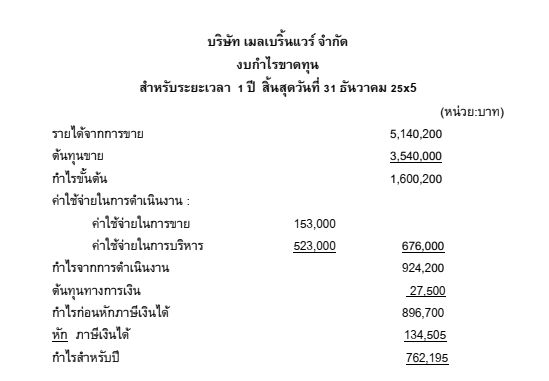 บริษัท เมลเบริ้นแวร์ จำกัด
งบกำไรขาดทุน
สำหรับระยะเวลา 1 ปี สิ้นสุดวันที่ 31 ธันวาคม 25x5
(หน่วย:บาท)
รายได้จากการขาย 5,140,200
ต้นทุนขาย 3,540,000
กำไรขั้นต้น 1,600,200
ค่าใช้จ่ายในการดำเนินงาน :
ค่าใช้จ่ายในการขาย 153,000
ค่าใช้จ่ายในการบริหาร 523,000 676,000
กำไรจากการดำเนินงาน 924,200
ต้นทุนทางการเงิน 27,500
กำไรก่อนหักภาษีเงินได้ 896,700
หัก ภาษีเงินได้ 134,505
กำไรสำหรับปี 762,195